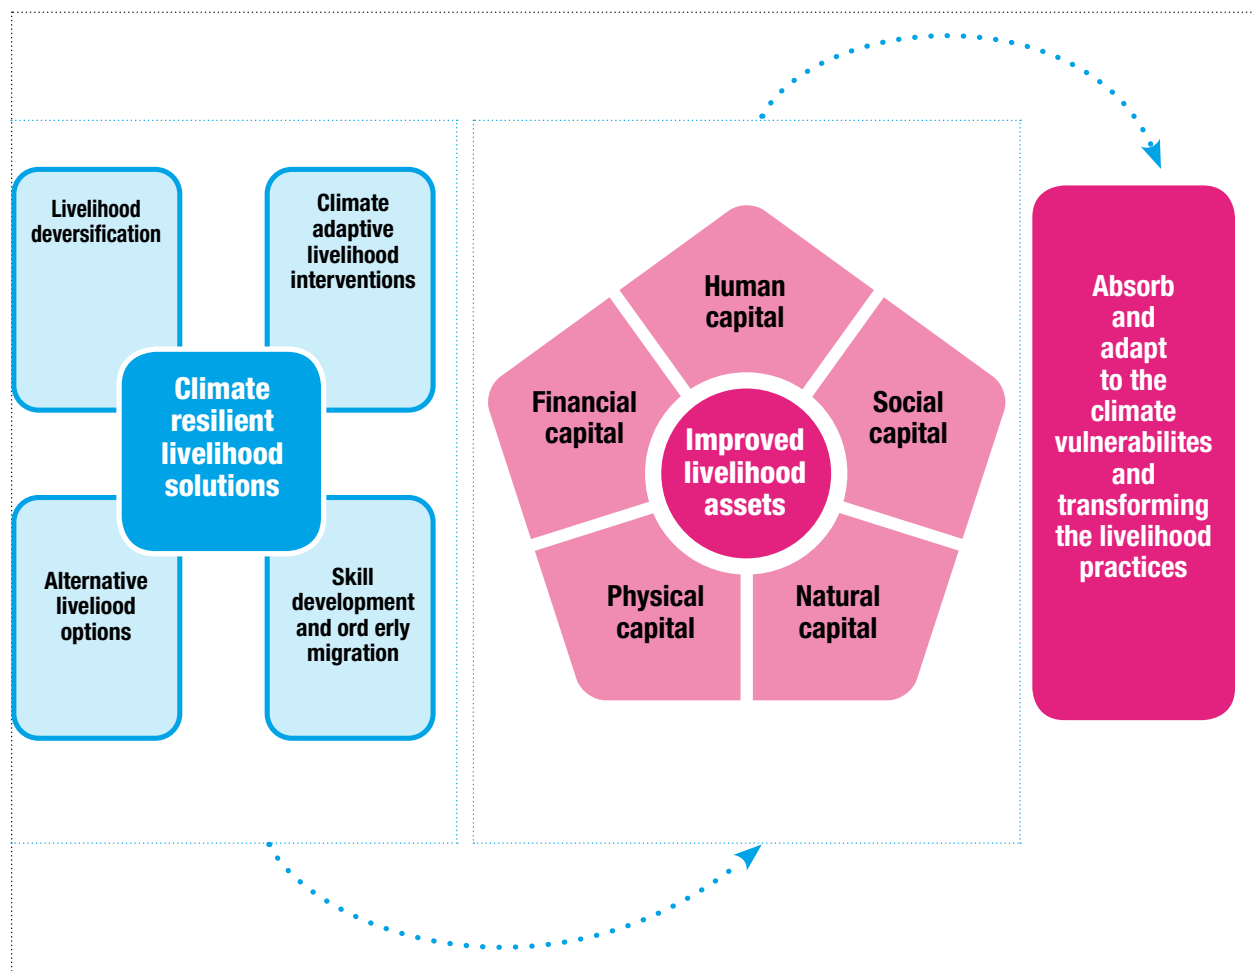 Livelihood
deversification
Climate
adaptive
livelihood
interventions
Climate
resilient
livelihood
solutions
Alternative
liveliood
options
Skill
development
and ord erly
migration
Human
capital
Financial
capital
Social
capital
Improved
livelihood
assets
Physical
capital
Natural
capital
Absorb
and
adapt
to the
climate
vulnerabilites
and
transforming
the livelihood
practices